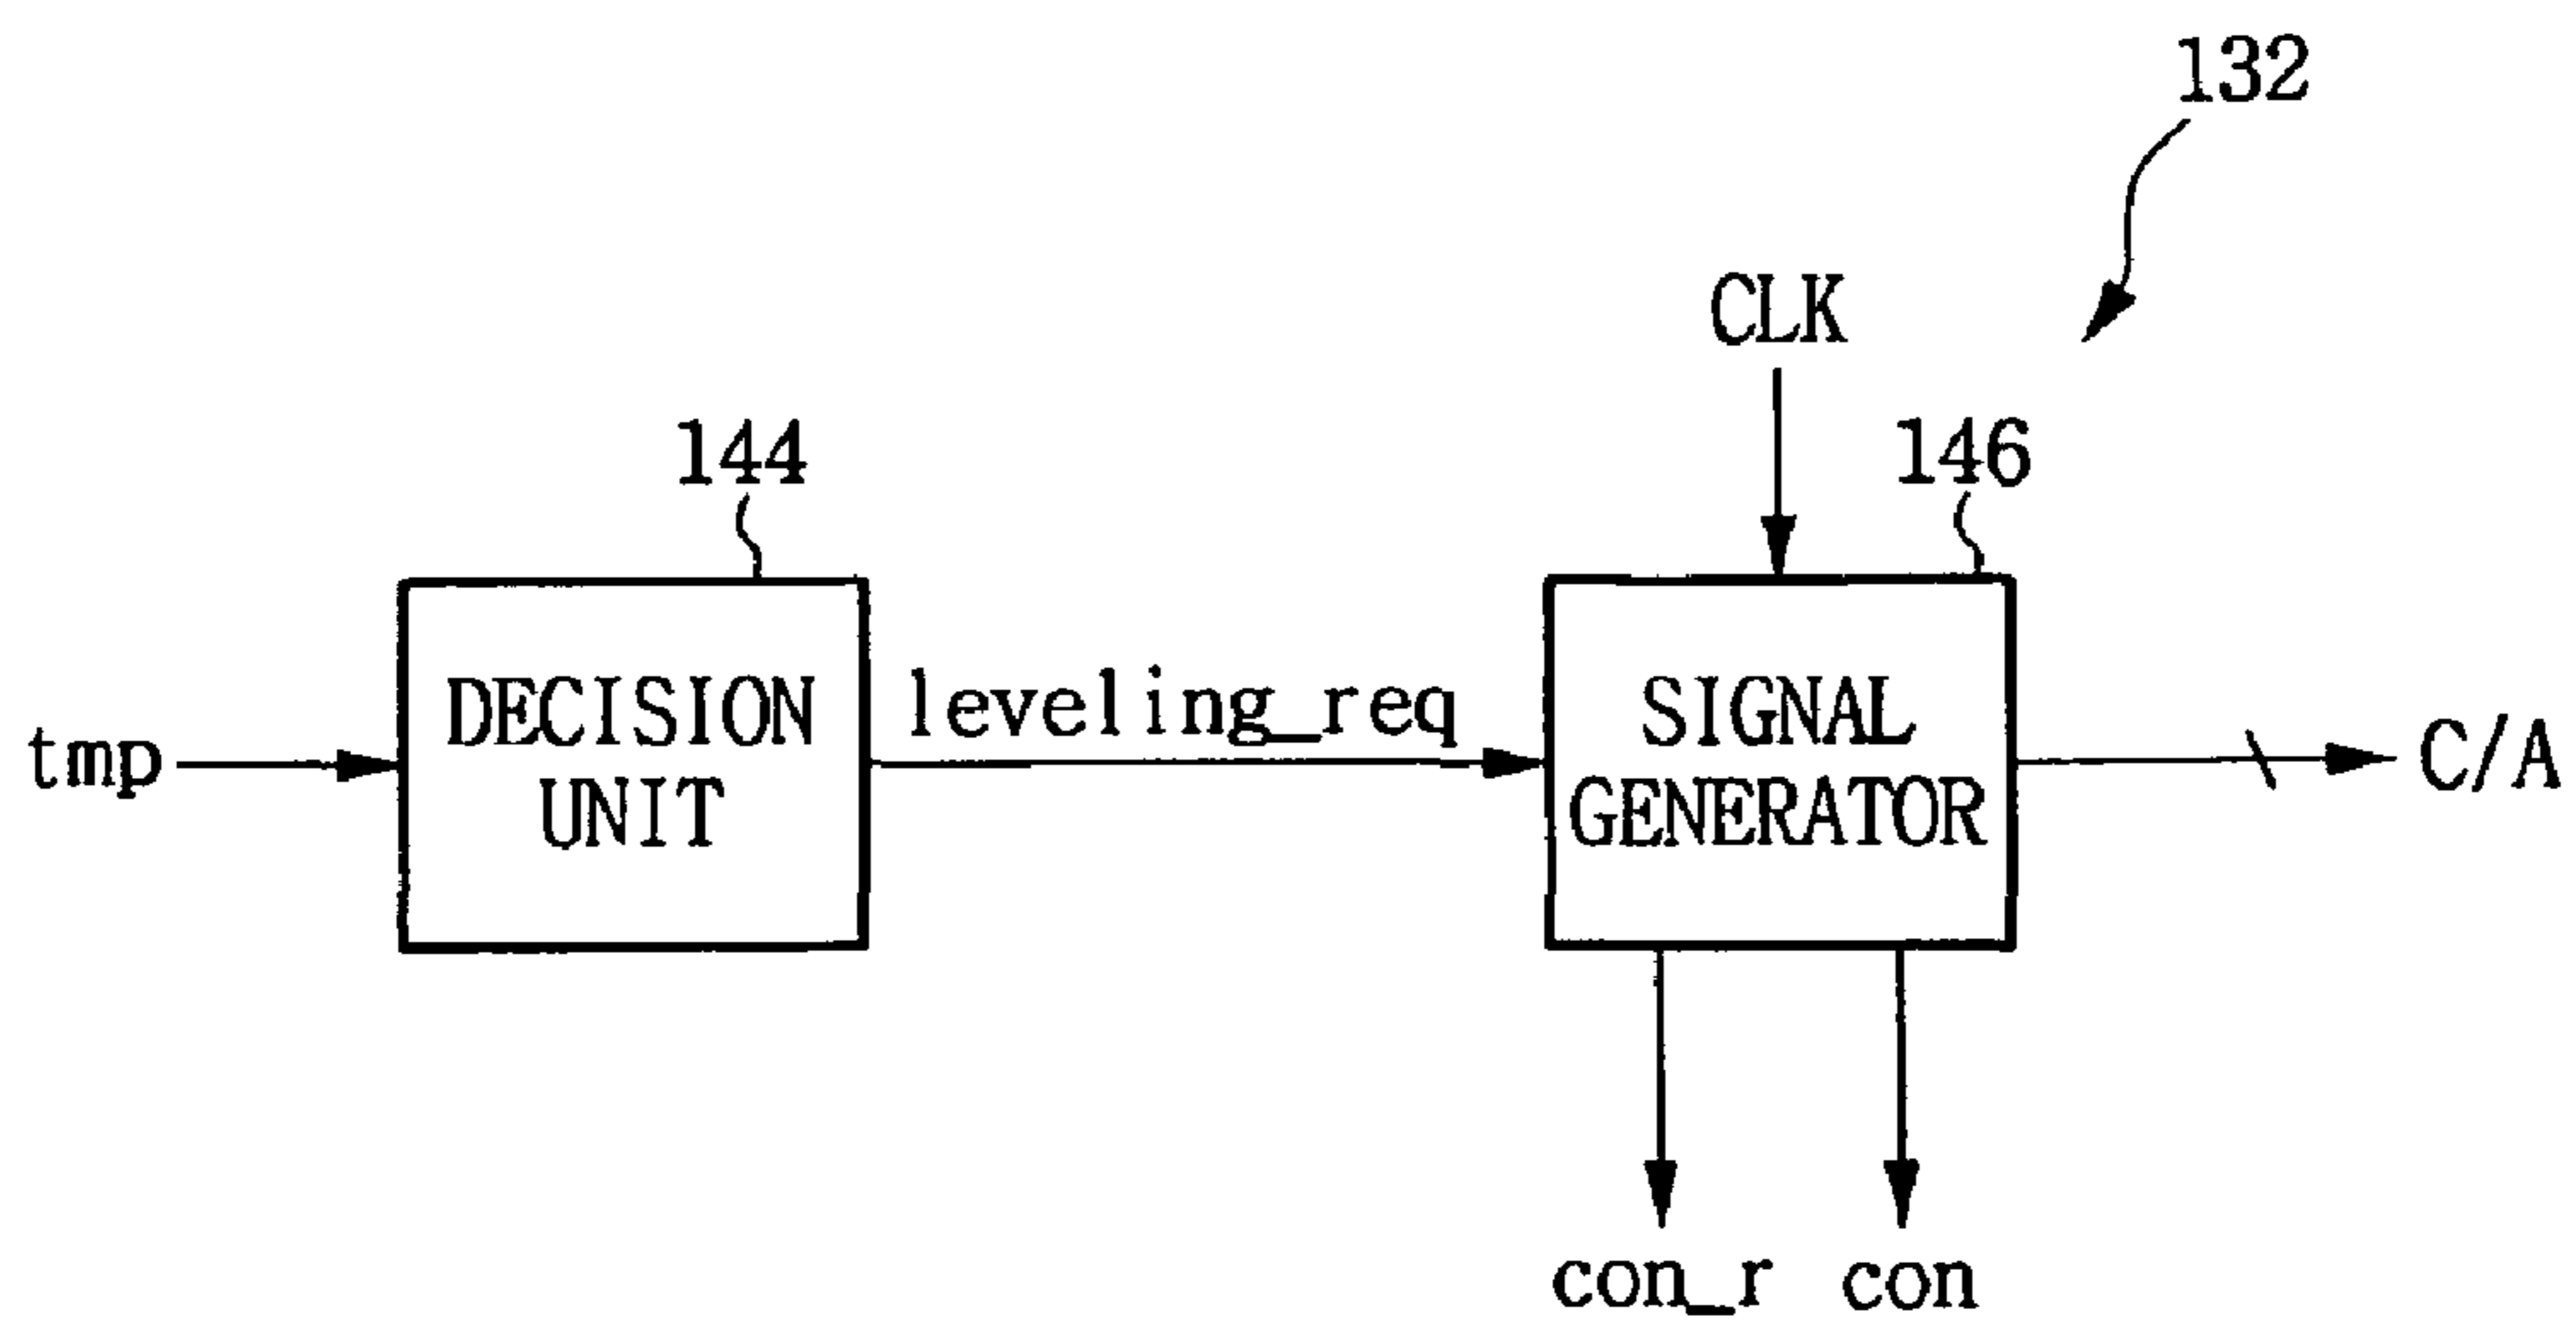 132
CLK
144
146
tmp
DECISION
UNIT
leveling_req
SIGNAL
GENERATOR
C/A
con_r
con